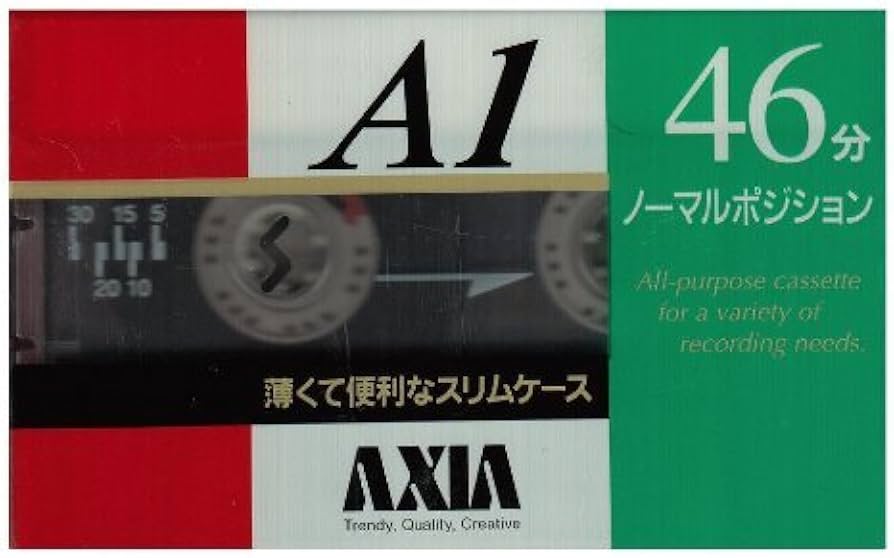 A1
46分
ノーマルポジション
All-purpose cassette
for a variety of
recording needs.
30 15 5
20 10
薄くて便利なスリムケース
AXIA
Trendy, Quality, Creative